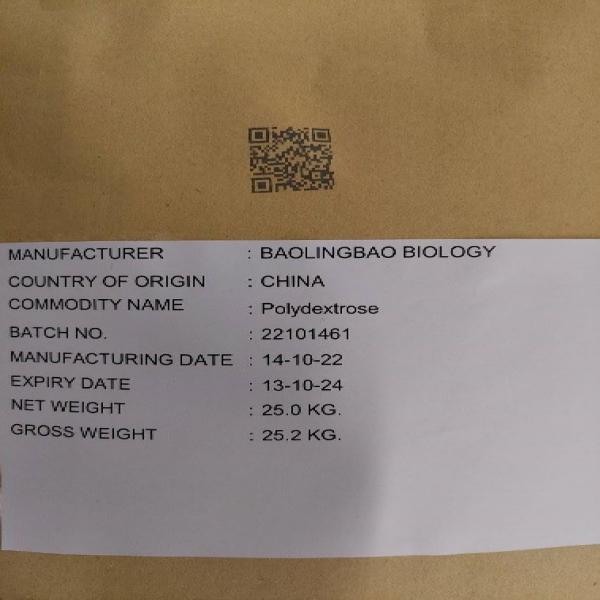 MANUFACTURER : BAOLINGBAO BIOLOGY
COUNTRY OF ORIGIN : CHINA
COMMODITY NAME : Polydextrose
BATCH NO. : 22101461
MANUFACTURING DATE : 14-10-22
EXPIRY DATE : 13-10-24
NET WEIGHT : 25.0 KG.
GROSS WEIGHT : 25.2 KG.